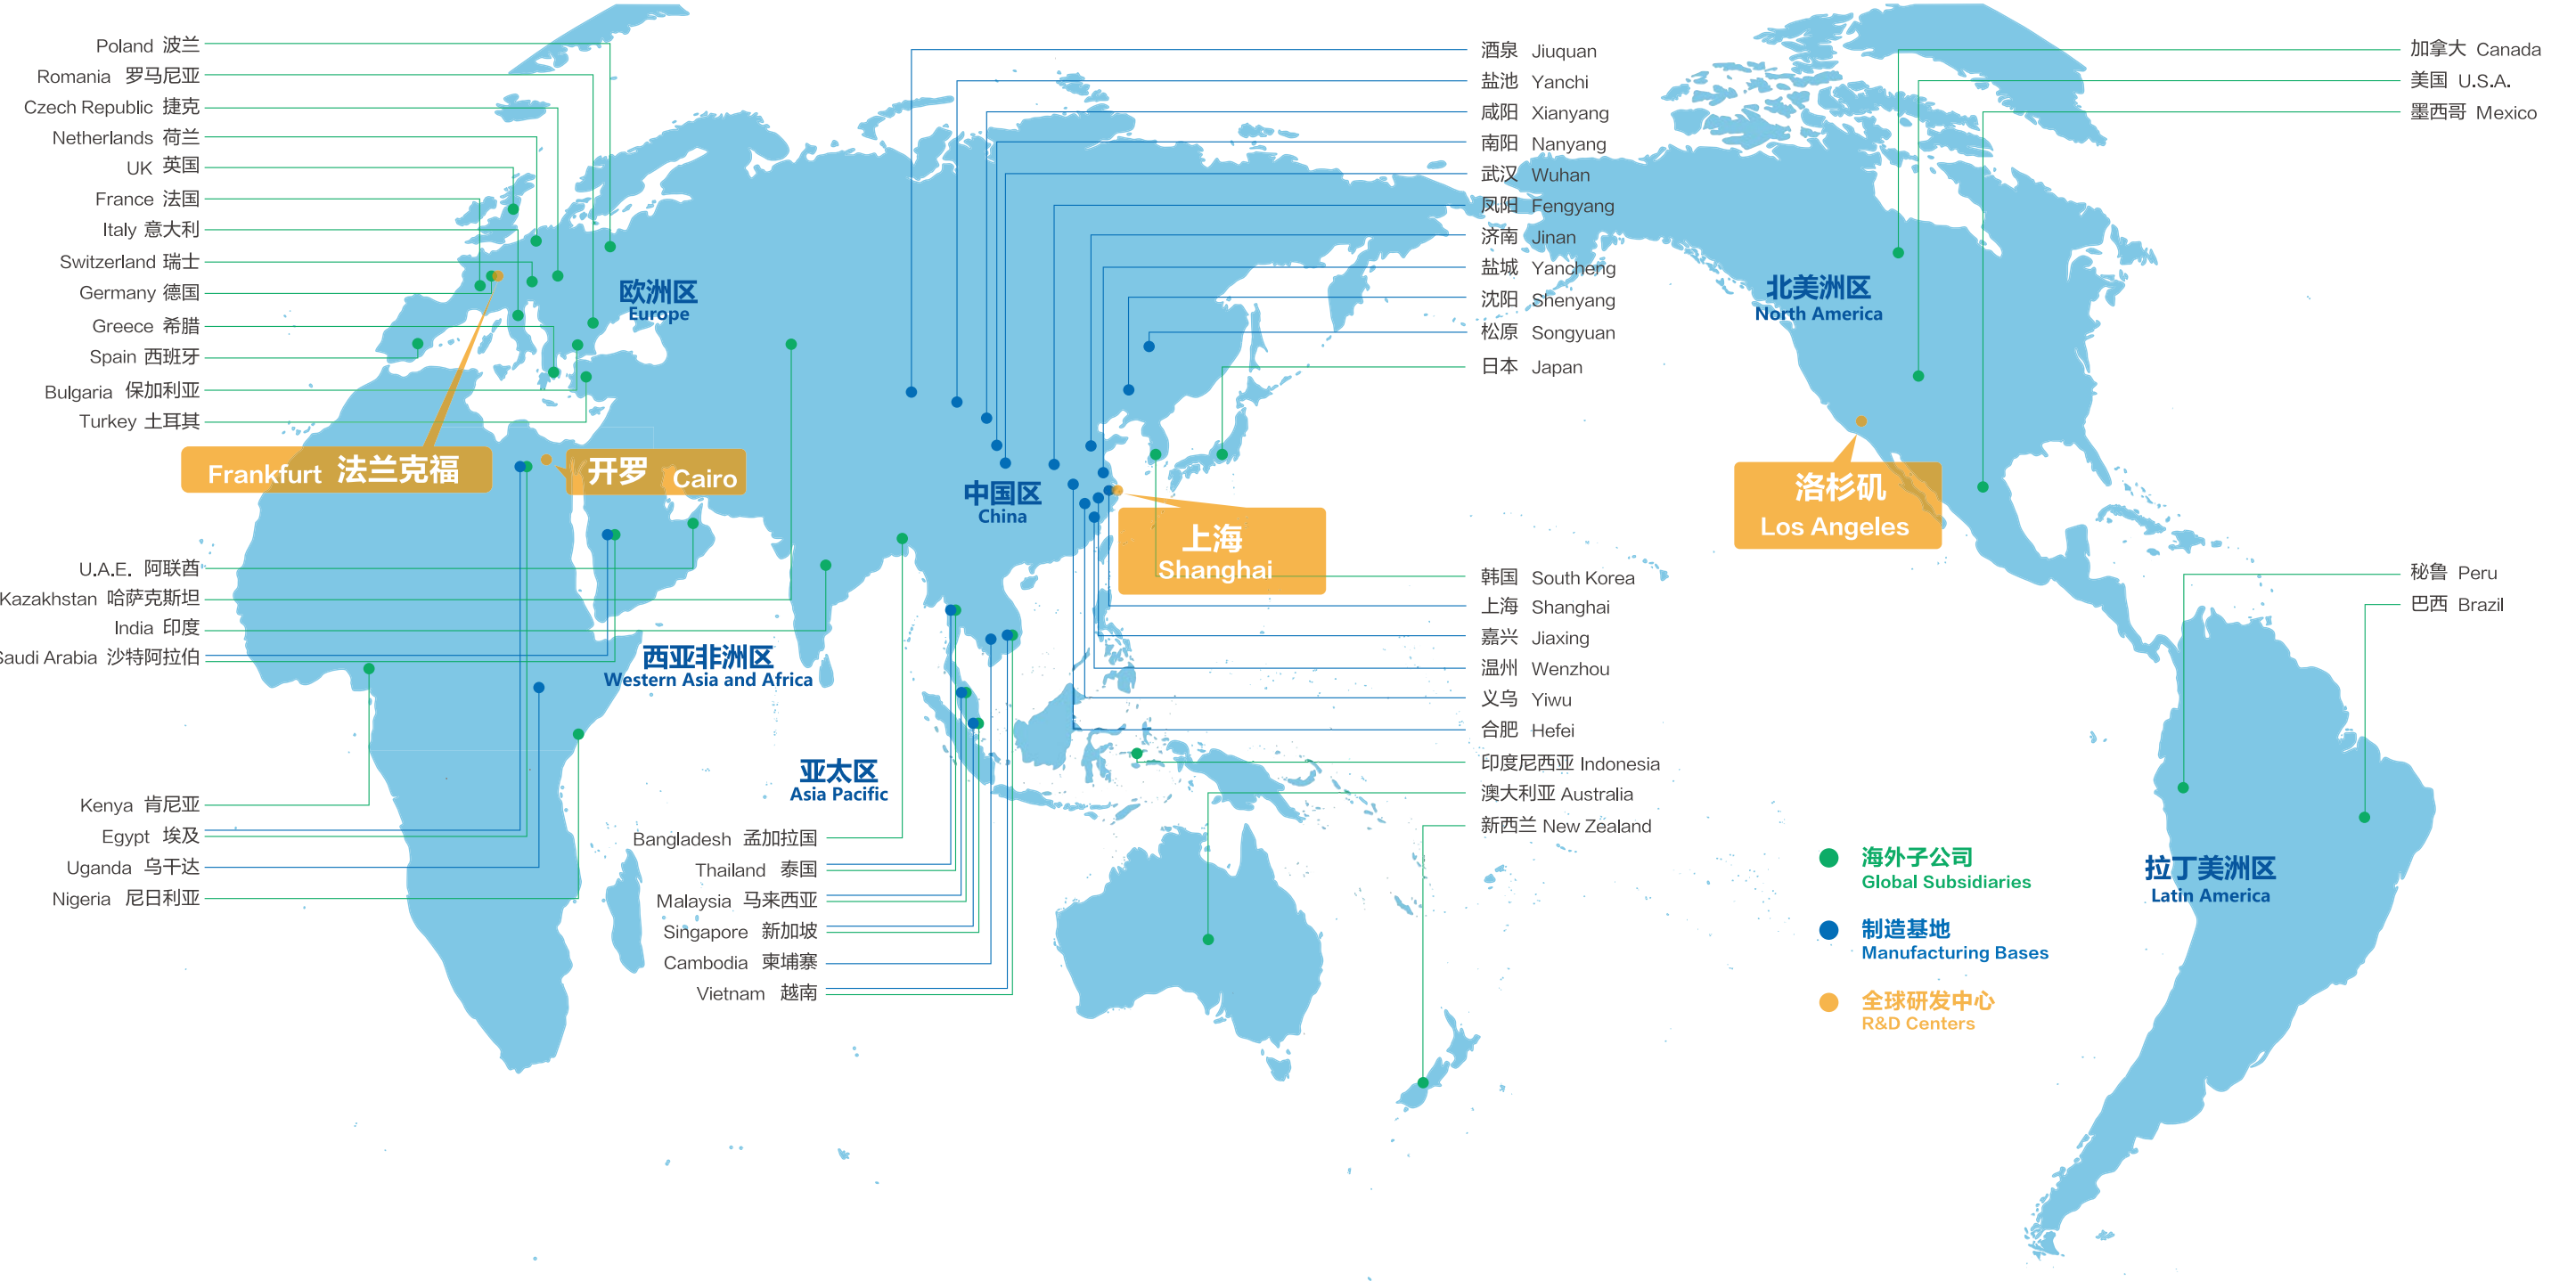 Poland 波兰
Romania 罗马尼亚
Czech Republic 捷克
Netherlands 荷兰
UK 英国
France 法国
Italy 意大利
Switzerland 瑞士
Germany 德国
Greece 希腊
Spain 西班牙
Bulgaria 保加利亚
Turkey 土耳其
Frankfurt 法兰克福
开罗 Cairo
U.A.E. 阿联酋
Kazakhstan 哈萨克斯坦
India 印度
Saudi Arabia 沙特阿拉伯
Kenya 肯尼亚
Egypt 埃及
Uganda 乌干达
Nigeria 尼日利亚
欧洲区
Europe
西亚非洲区
Western Asia and Africa
亚太区
Asia Pacific
Bangladesh 孟加拉国
Thailand 泰国
Malaysia 马来西亚
Singapore 新加坡
Cambodia 柬埔寨
Vietnam 越南
中国区
China
上海
Shanghai
酒泉 Jiuquan
盐池 Yanchi
咸阳 Xianyang
南阳 Nanyang
武汉 Wuhan
凤阳 Fengyang
济南 Jinan
盐城 Yancheng
沈阳 Shenyang
松原 Songyuan
日本 Japan
韩国 South Korea
上海 Shanghai
嘉兴 Jiaxing
温州 Wenzhou
义乌 Yiwu
合肥 Hefei
印度尼西亚 Indonesia
澳大利亚 Australia
新西兰 New Zealand
北美洲区
North America
洛杉矶
Los Angeles
加拿大 Canada
美国 U.S.A.
墨西哥 Mexico
秘鲁 Peru
巴西 Brazil
拉丁美洲区
Latin America
海外子公司
Global Subsidiaries
制造基地
Manufacturing Bases
全球研发中心
R&D Centers